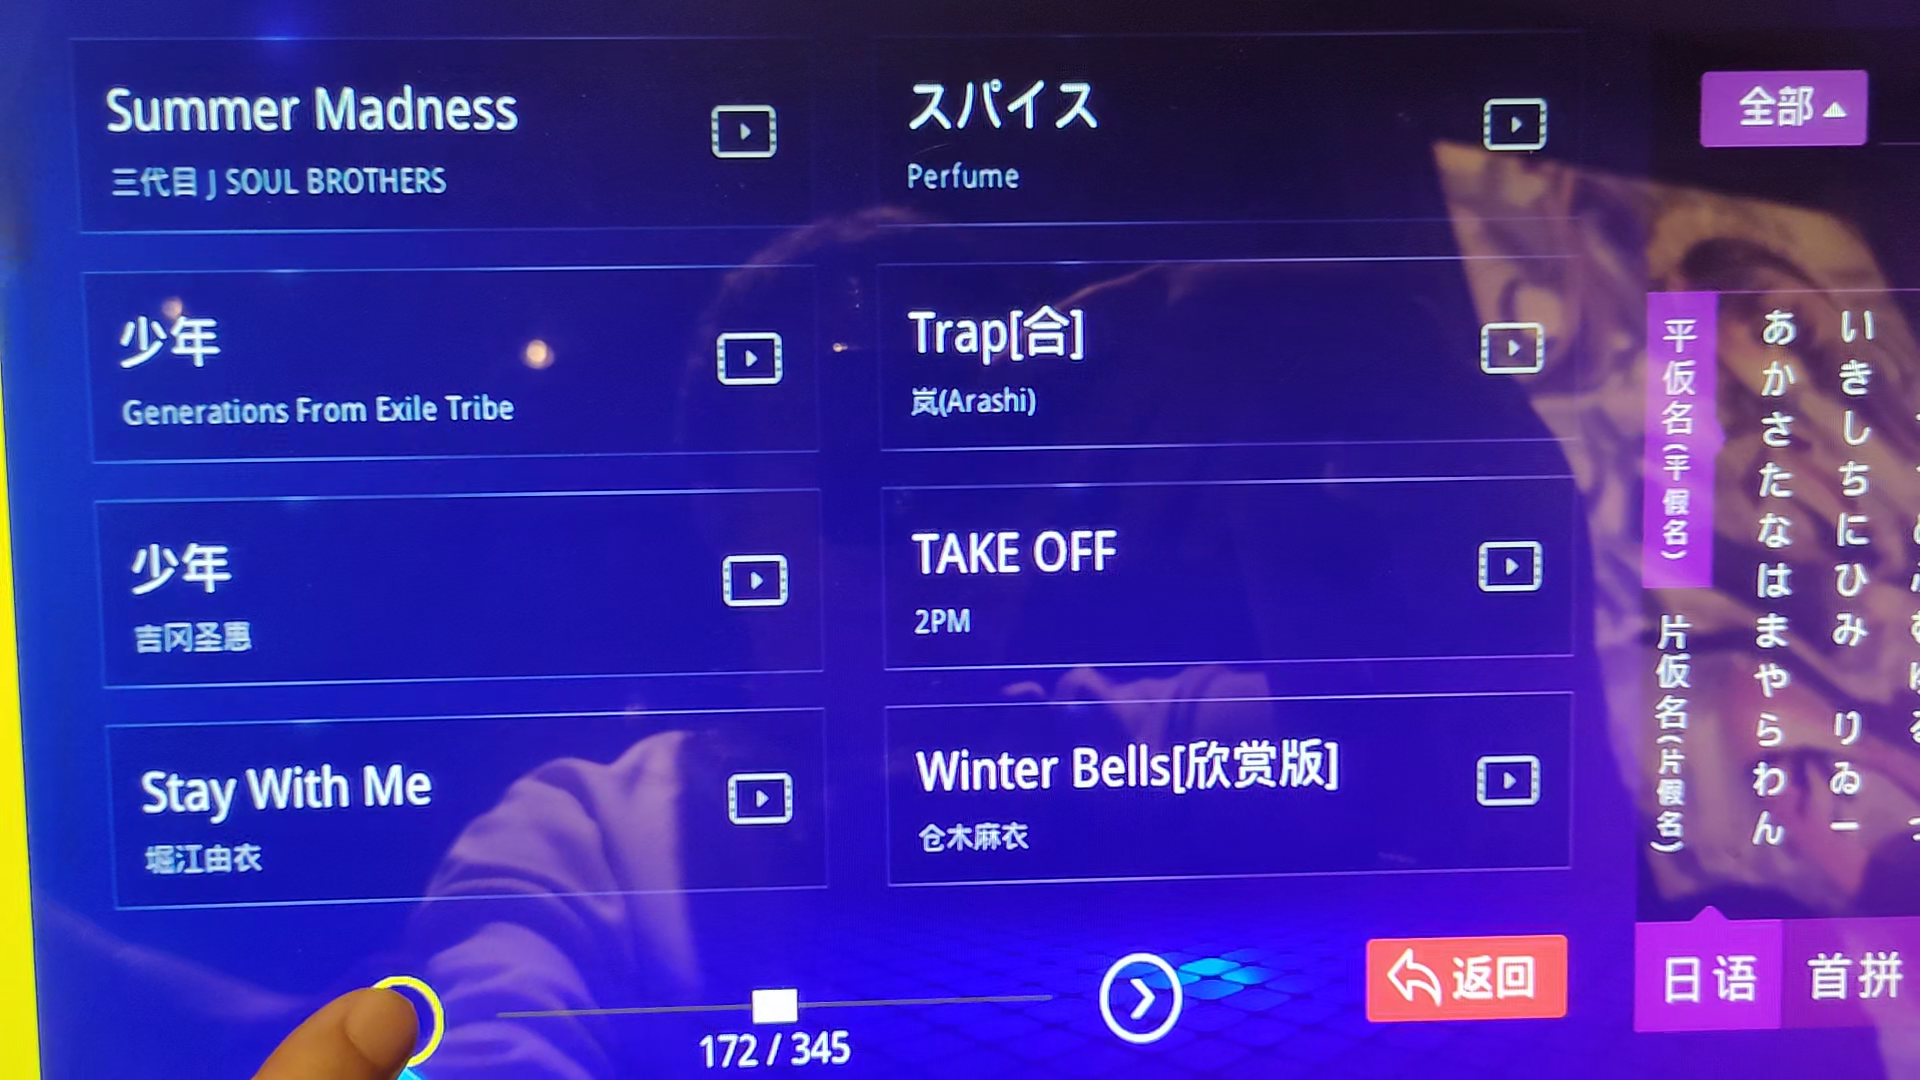 Summer Madness
三代目 J SOUL BROTHERS
スパイス
Perfume
少年
Generations From Exile Tribe
Trap[合]
岚(Arashi)
少年
吉冈圣恵
TAKE OFF
2PM
Stay With Me
堀江由衣
Winter Bells[欣赏版]
仓木麻衣
172 / 345
返回
全部
平仮名(平假名)
片仮名(片假名)
あ い
か き
さ し
た ち
な に
は ひ
ま み
や
ら り
わ ゐ
ん ー
日语
首拼